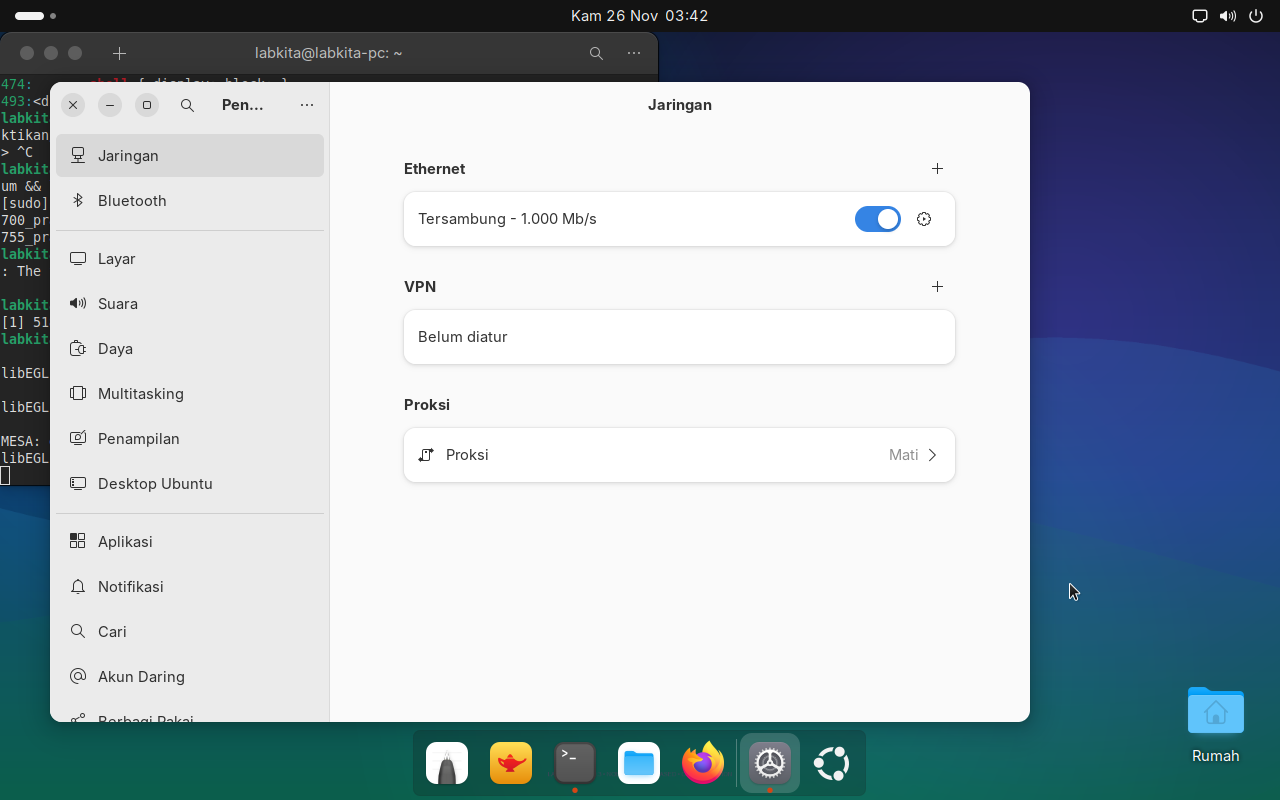 Kam 26 Nov 03:42
labkita@labkita-pc: ~
474:
493:<d
labkit
ktikan
> ^C
labkit
um &&
[sudo]
700_pr
755_pr
labkit
: The
labkit
[1] 51
labkit
libEGL
libEGL
MESA:
libEGL
Pen...
Jaringan
Bluetooth
Layar
Suara
Daya
Multitasking
Penampilan
Desktop Ubuntu
Aplikasi
Notifikasi
Cari
Akun Daring
Berbagi Pakai
Jaringan
Ethernet
Tersambung - 1.000 Mb/s
VPN
Belum diatur
Proksi
Proksi Mati
Rumah